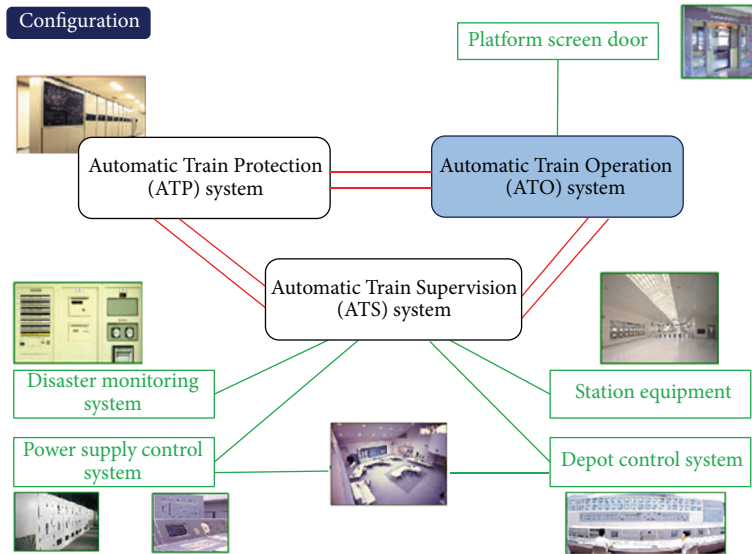 Configuration
Platform screen door
Automatic Train Protection
(ATP) system
Automatic Train Operation
(ATO) system
Automatic Train Supervision
(ATS) system
Disaster monitoring
system
Station equipment
Power supply control
system
Depot control system